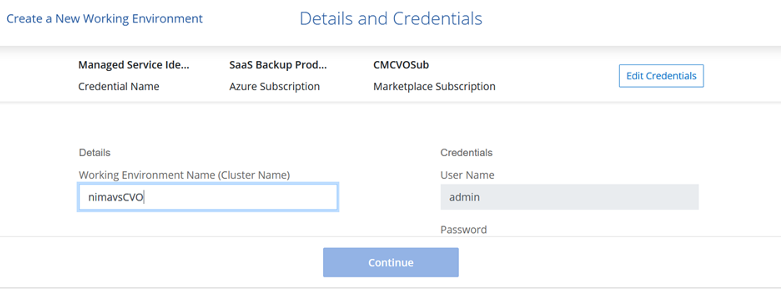 Create a New Working Environment
Details and Credentials
Managed Service Ide...
SaaS Backup Prod...
CMCVOSub
Credential Name
Azure Subscription
Marketplace Subscription
Edit Credentials
Details
Credentials
Working Environment Name (Cluster Name)
User Name
nimavsCVO
admin
Password
Continue